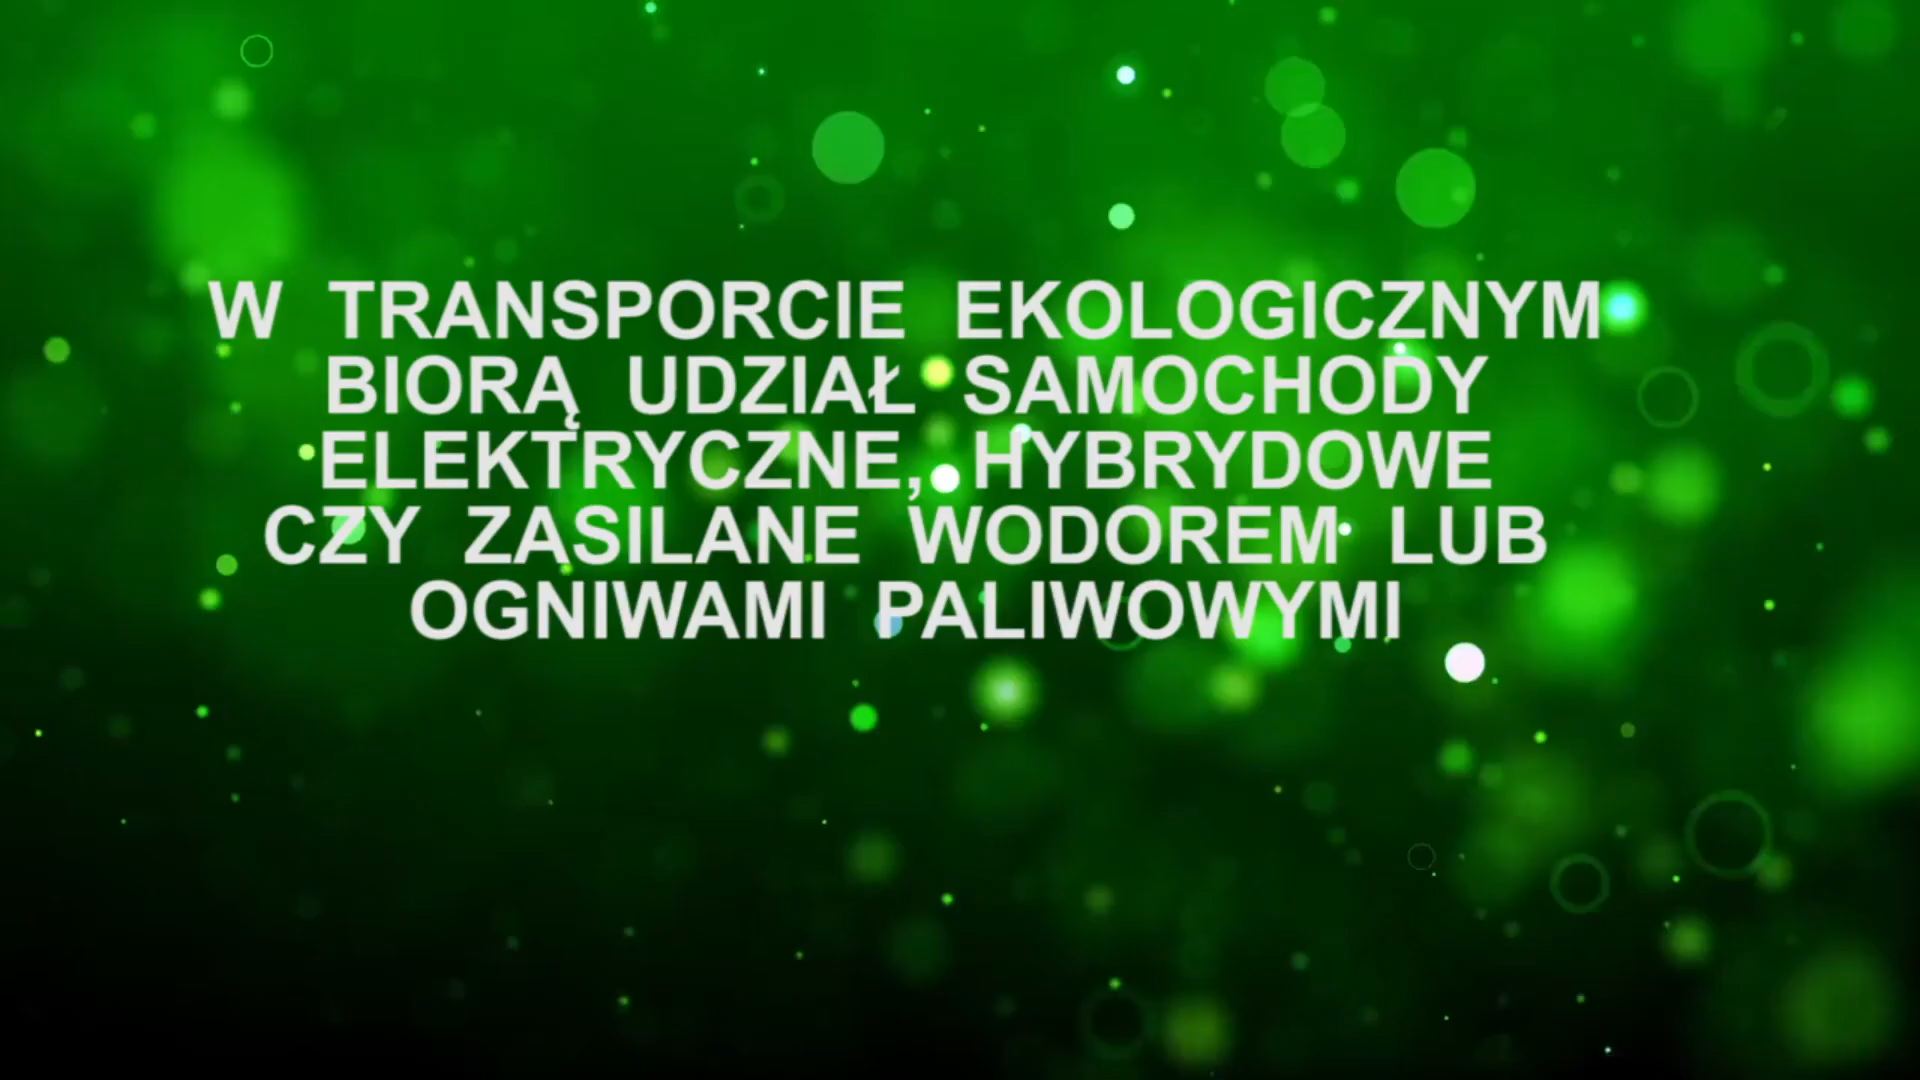 W TRANSPORCIE EKOLOGICZNYM
BIORĄ UDZIAŁ SAMOCHODY
ELEKTRYCZNE, HYBRYDOWE
CZY ZASILANE WODOREM LUB
OGNIWAMI PALIWOWYMI